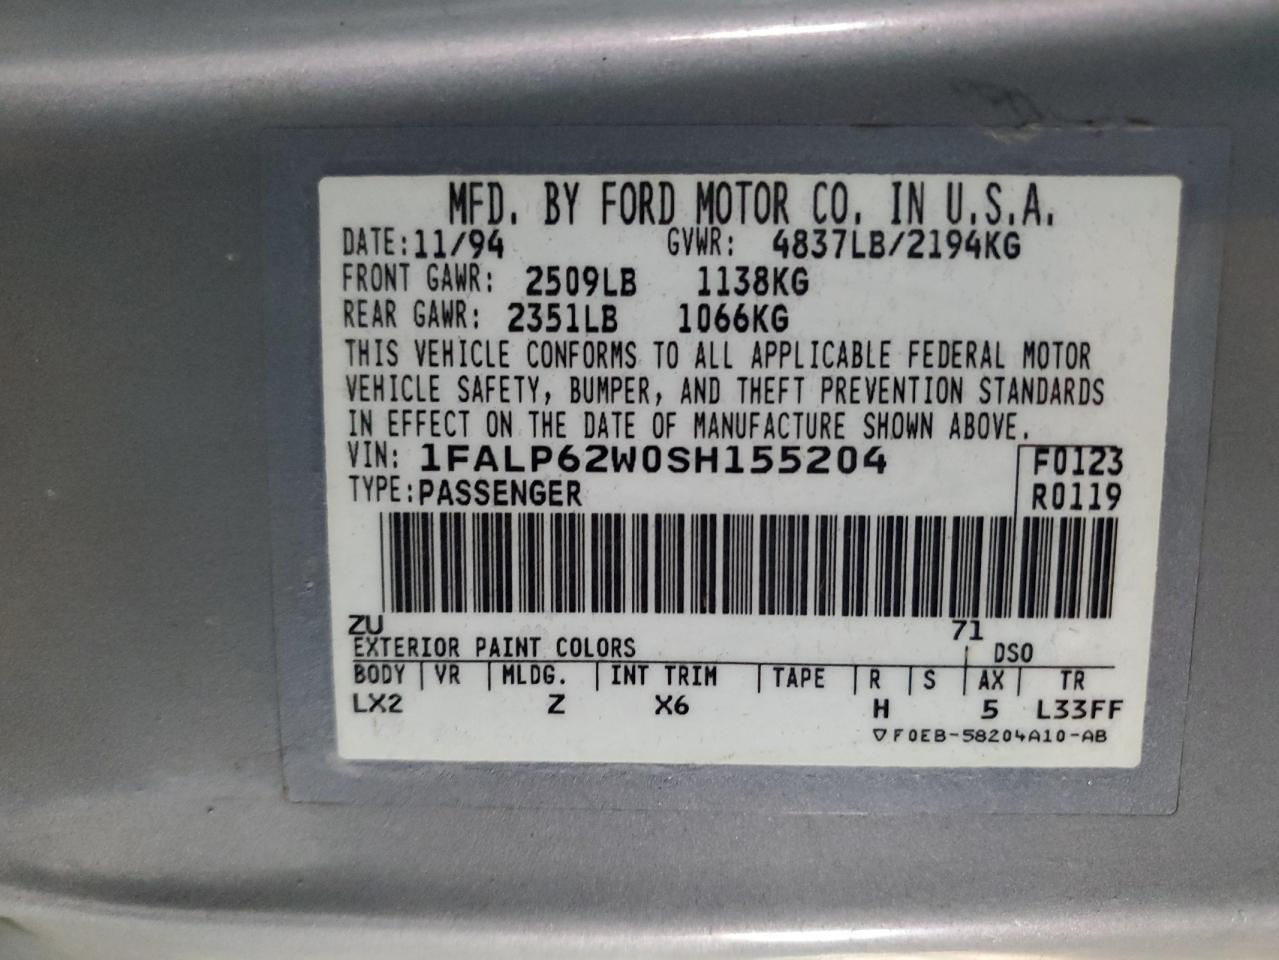 MFD. BY FORD MOTOR CO. IN U.S.A.
DATE: 11/94 GVWR: 4837LB/2194KG
FRONT GAWR: 2509LB 1138KG
REAR GAWR: 2351LB 1066KG
THIS VEHICLE CONFORMS TO ALL APPLICABLE FEDERAL MOTOR
VEHICLE SAFETY, BUMPER, AND THEFT PREVENTION STANDARDS
IN EFFECT ON THE DATE OF MANUFACTURE SHOWN ABOVE.
VIN: 1FALP62W0SH155204 F0123
TYPE: PASSENGER R0119
ZU 71
EXTERIOR PAINT COLORS DSO
BODY VR MLDG. INT TRIM TAPE R S AX TR
LX2 Z X6 H 5 L33FF
▽F0EB-58204A10-AB